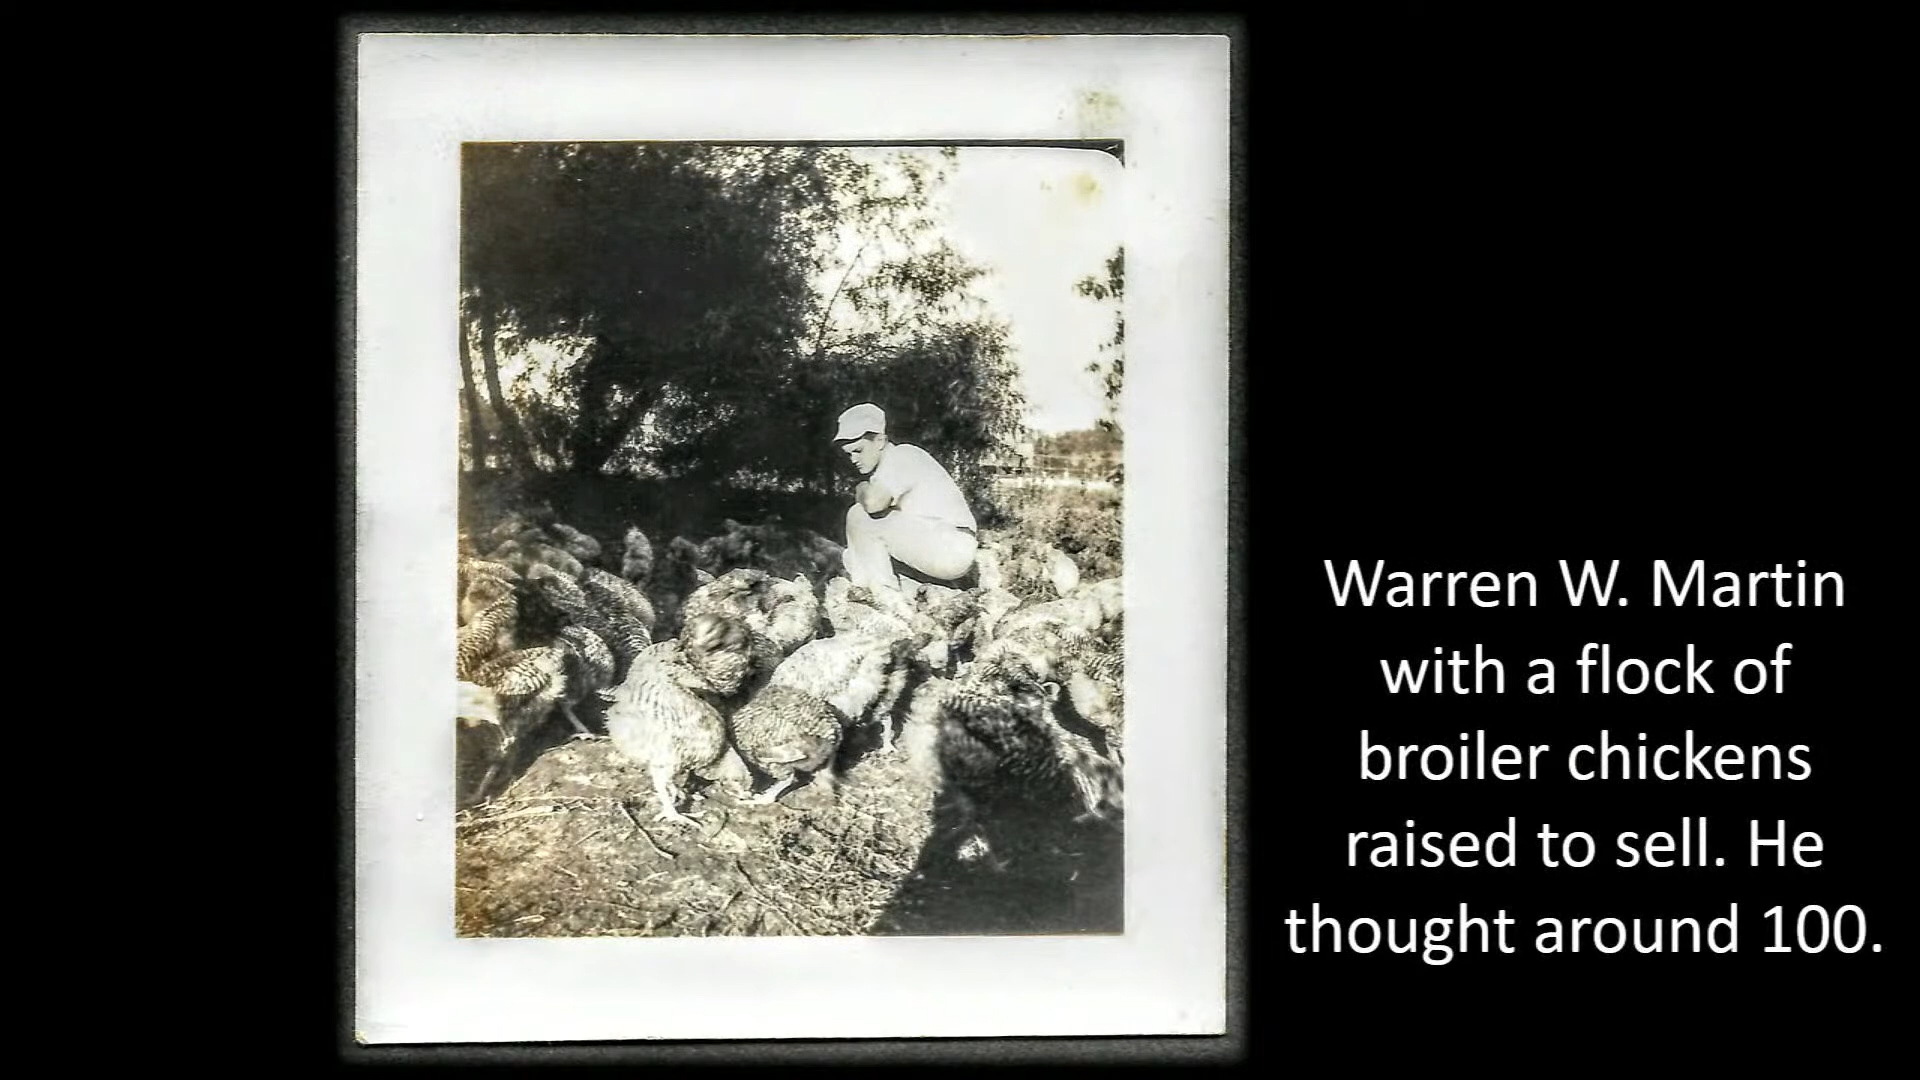 Warren W. Martin
with a flock of
broiler chickens
raised to sell. He
thought around 100.